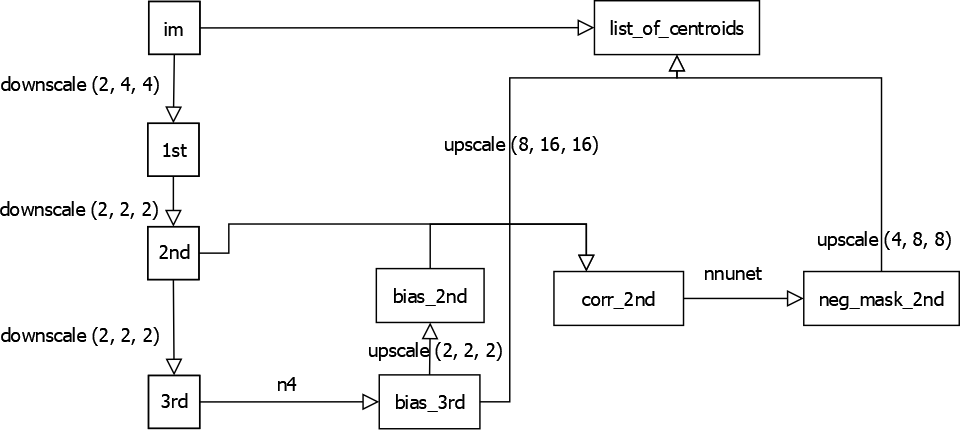 im
list_of_centroids
downscale (2, 4, 4)
1st
upscale (8, 16, 16)
downscale (2, 2, 2)
2nd
upscale (4, 8, 8)
nnunet
bias_2nd
corr_2nd
neg_mask_2nd
downscale (2, 2, 2)
upscale (2, 2, 2)
n4
3rd
bias_3rd